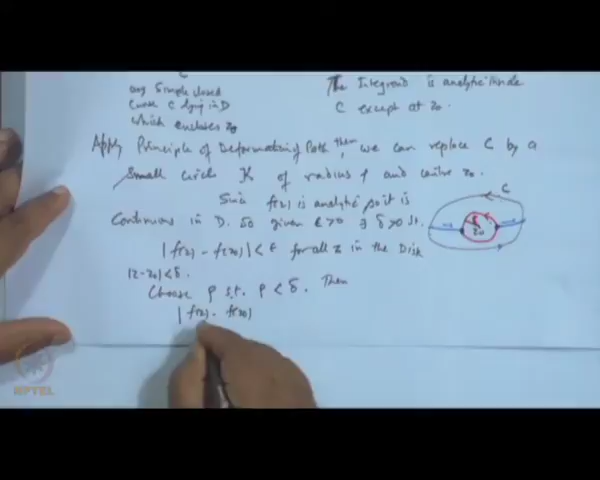 C
any simple closed
The Integrand is analytic inside
Curve C lying in D
C except at z0.
which encloses z0
Apply Principle of Deformation of Path then, we can replace C by a
Small circle K of radius ρ and centre z0.
Since f(z) is analytic so it is
Continuous in D. So given ϵ>0 ∃ δ>0 s.t.
|f(z) - f(z0)| < ϵ for all z in the Disk
|z-z0| < δ.
Choose ρ s.t. ρ < δ. Then
| f(z) - f(z0)
C
z0
NPTEL